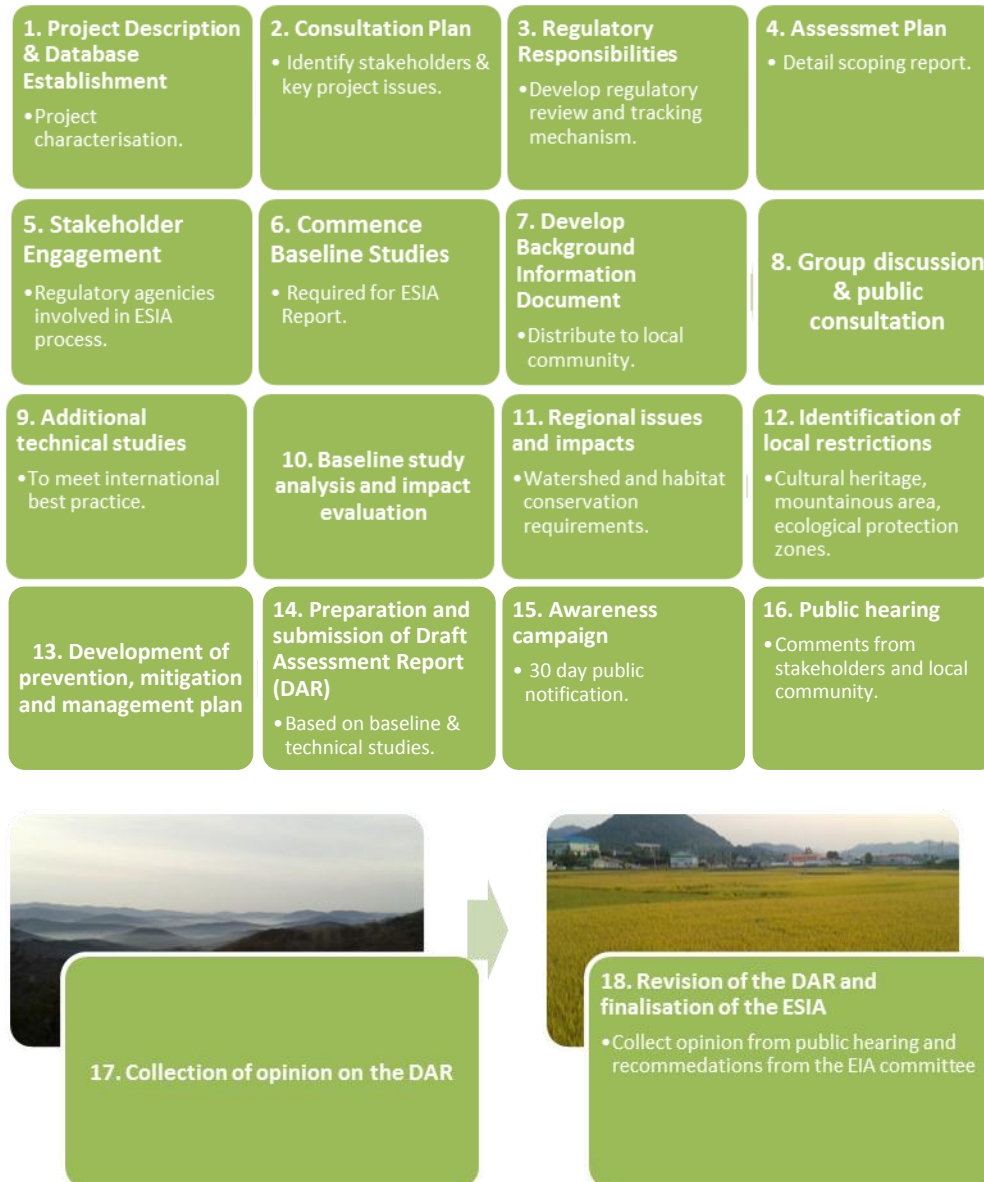 1. Project Description
& Database
Establishment
•Project
characterisation.
2. Consultation Plan
• Identify stakeholders &
key project issues.
3. Regulatory
Responsibilities
•Develop regulatory
review and tracking
mechanism.
4. Assessmet Plan
• Detail scoping report.
5. Stakeholder
Engagement
•Regulatory agencies
involved in ESIA
process.
6. Commence
Baseline Studies
• Required for ESIA
Report.
7. Develop
Background
Information
Document
•Distribute to local
community.
8. Group discussion
& public
consultation
9. Additional
technical studies
•To meet international
best practice.
10. Baseline study
analysis and impact
evaluation
11. Regional issues
and impacts
•Watershed and habitat
conservation
requirements.
12. Identification of
local restrictions
•Cultural heritage,
mountainous area,
ecological protection
zones.
13. Development of
prevention, mitigation
and management plan
14. Preparation and
submission of Draft
Assessment Report
(DAR)
•Based on baseline &
technical studies.
15. Awareness
campaign
• 30 day public
notification.
16. Public hearing
•Comments from
stakeholders and local
community.
17. Collection of opinion on the DAR
18. Revision of the DAR and
finalisation of the ESIA
•Collect opinion from public hearing and
recommedations from the EIA committee